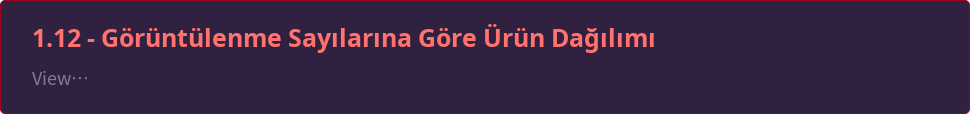 1.12 - Görüntülenme Sayılarına Göre Ürün Dağılımı
View···